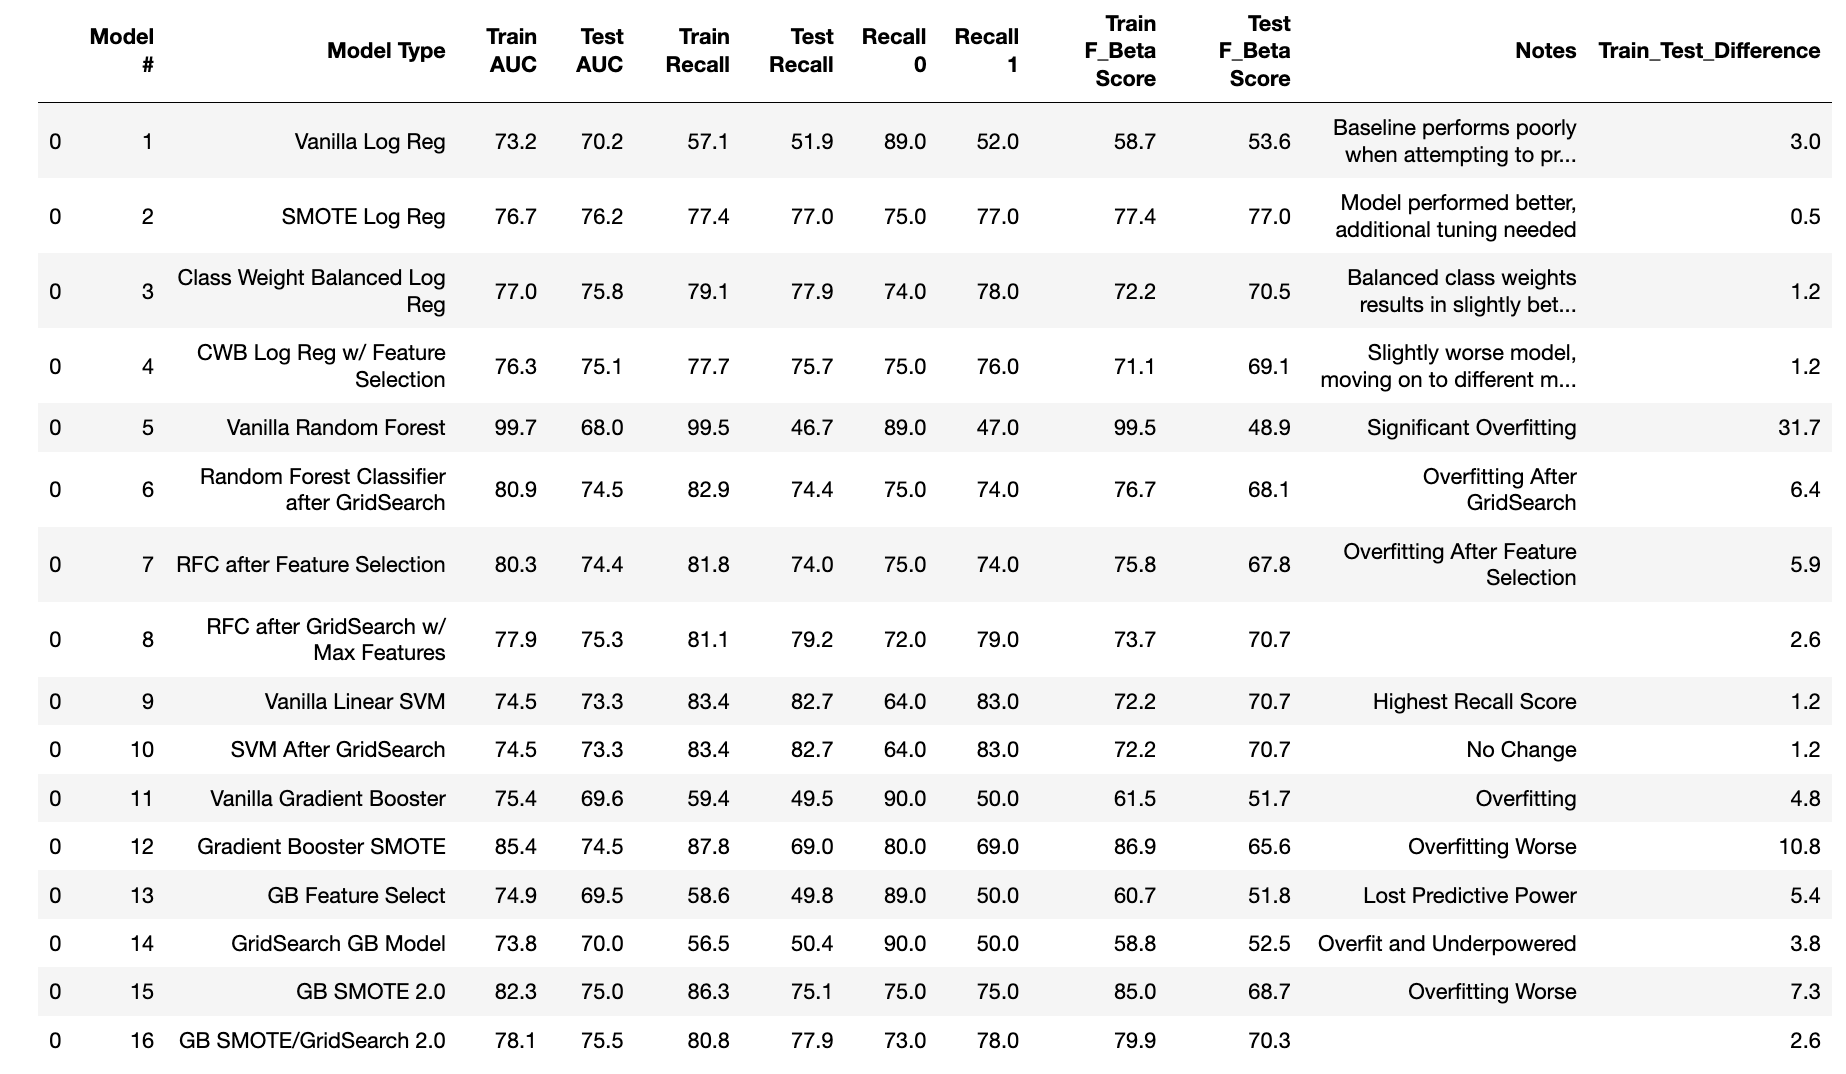 Model # Model Type Train AUC Test AUC Train Recall Test Recall Recall 0 Recall 1 Train F_Beta Score Test F_Beta Score Notes Train_Test_Difference
0 1 Vanilla Log Reg 73.2 70.2 57.1 51.9 89.0 52.0 58.7 53.6 Baseline performs poorly when attempting to pr... 3.0
0 2 SMOTE Log Reg 76.7 76.2 77.4 77.0 75.0 77.0 77.4 77.0 Model performed better, additional tuning needed 0.5
0 3 Class Weight Balanced Log Reg 77.0 75.8 79.1 77.9 74.0 78.0 72.2 70.5 Balanced class weights results in slightly bet... 1.2
0 4 CWB Log Reg w/ Feature Selection 76.3 75.1 77.7 75.7 75.0 76.0 71.1 69.1 Slightly worse model, moving on to different m... 1.2
0 5 Vanilla Random Forest 99.7 68.0 99.5 46.7 89.0 47.0 99.5 48.9 Significant Overfitting 31.7
0 6 Random Forest Classifier after GridSearch 80.9 74.5 82.9 74.4 75.0 74.0 76.7 68.1 Overfitting After GridSearch 6.4
0 7 RFC after Feature Selection 80.3 74.4 81.8 74.0 75.0 74.0 75.8 67.8 Overfitting After Feature Selection 5.9
0 8 RFC after GridSearch w/ Max Features 77.9 75.3 81.1 79.2 72.0 79.0 73.7 70.7 2.6
0 9 Vanilla Linear SVM 74.5 73.3 83.4 82.7 64.0 83.0 72.2 70.7 Highest Recall Score 1.2
0 10 SVM After GridSearch 74.5 73.3 83.4 82.7 64.0 83.0 72.2 70.7 No Change 1.2
0 11 Vanilla Gradient Booster 75.4 69.6 59.4 49.5 90.0 50.0 61.5 51.7 Overfitting 4.8
0 12 Gradient Booster SMOTE 85.4 74.5 87.8 69.0 80.0 69.0 86.9 65.6 Overfitting Worse 10.8
0 13 GB Feature Select 74.9 69.5 58.6 49.8 89.0 50.0 60.7 51.8 Lost Predictive Power 5.4
0 14 GridSearch GB Model 73.8 70.0 56.5 50.4 90.0 50.0 58.8 52.5 Overfit and Underpowered 3.8
0 15 GB SMOTE 2.0 82.3 75.0 86.3 75.1 75.0 75.0 85.0 68.7 Overfitting Worse 7.3
0 16 GB SMOTE/GridSearch 2.0 78.1 75.5 80.8 77.9 73.0 78.0 79.9 70.3 2.6